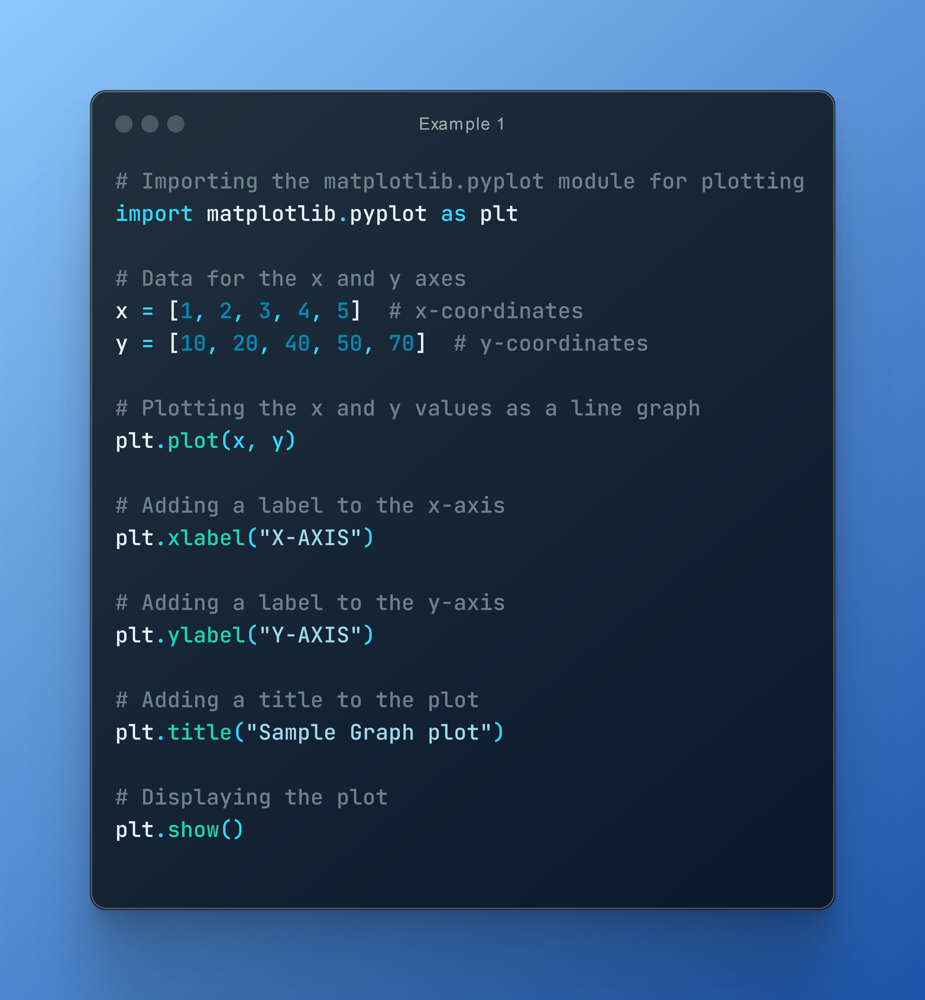 Example 1
# Importing the matplotlib.pyplot module for plotting
import matplotlib.pyplot as plt
# Data for the x and y axes
x = [1, 2, 3, 4, 5]  # x-coordinates
y = [10, 20, 40, 50, 70]  # y-coordinates
# Plotting the x and y values as a line graph
plt.plot(x, y)
# Adding a label to the x-axis
plt.xlabel("X-AXIS")
# Adding a label to the y-axis
plt.ylabel("Y-AXIS")
# Adding a title to the plot
plt.title("Sample Graph plot")
# Displaying the plot
plt.show()